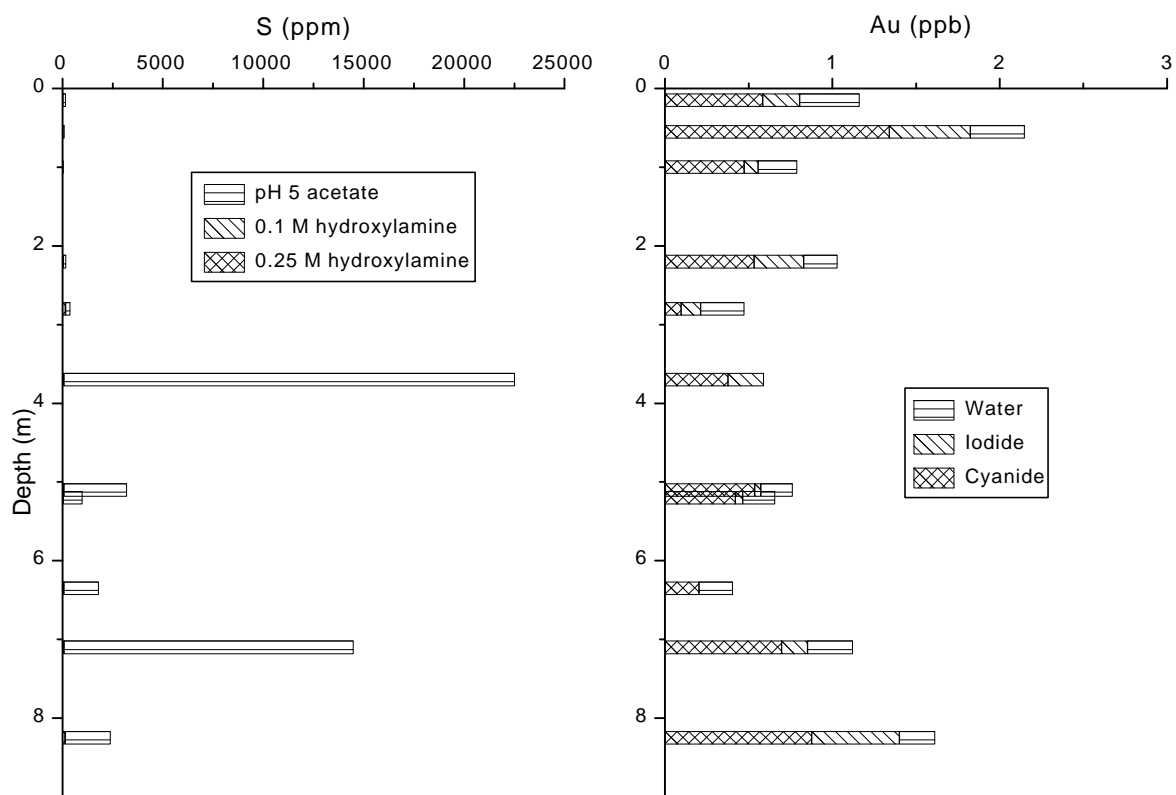 S (ppm)
0 5000 10000 15000 20000 25000
pH 5 acetate
0.1 M hydroxylamine
0.25 M hydroxylamine
Depth (m)
0
2
4
6
8
Au (ppb)
0 1 2 3
Water
Iodide
Cyanide
0
2
4
6
8